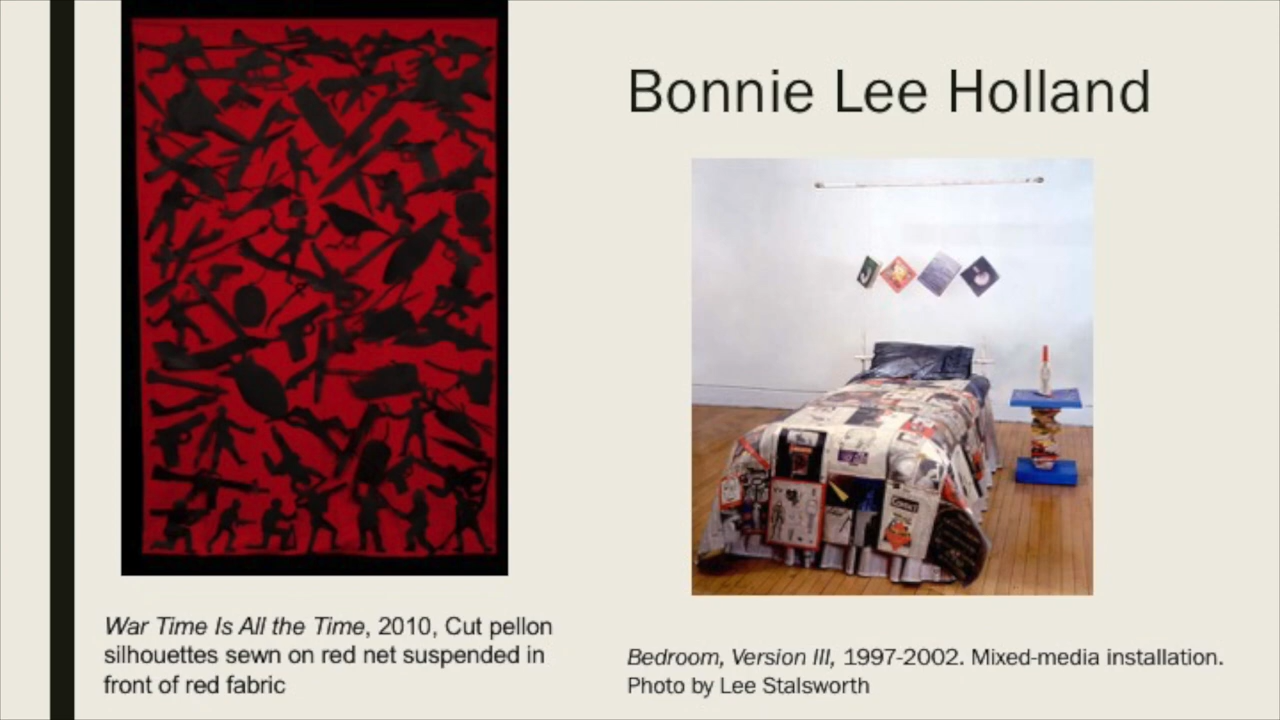 Bonnie Lee Holland
War Time Is All the Time, 2010, Cut pellon
silhouettes sewn on red net suspended in
front of red fabric
Bedroom, Version III, 1997-2002. Mixed-media installation.
Photo by Lee Stalsworth